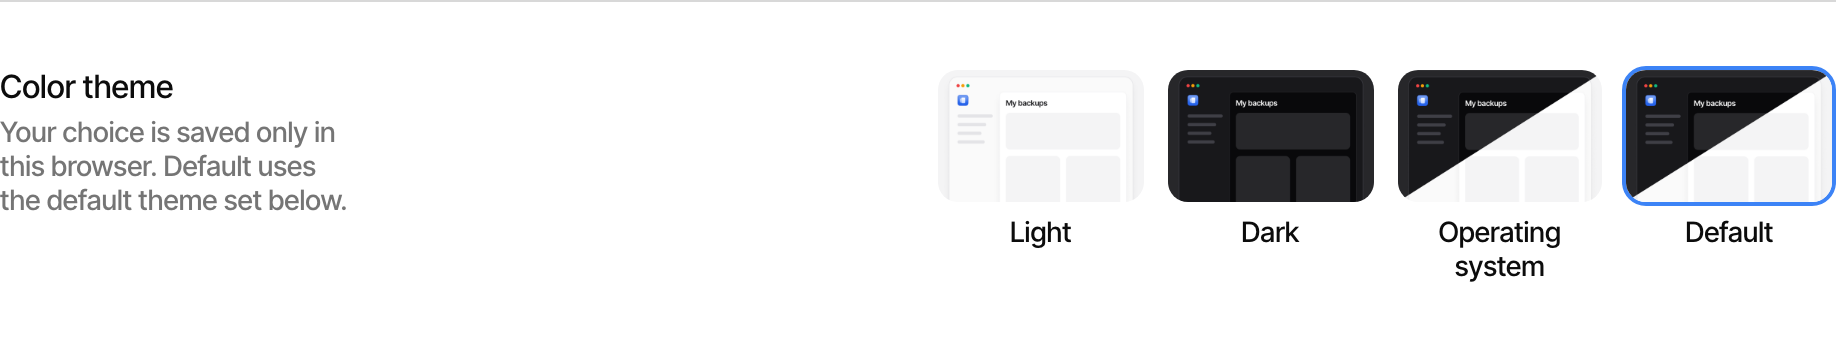 Color theme
Your choice is saved only in
this browser. Default uses
the default theme set below.
My backups
My backups
My backups
My backups
Light
Dark
Operating
system
Default